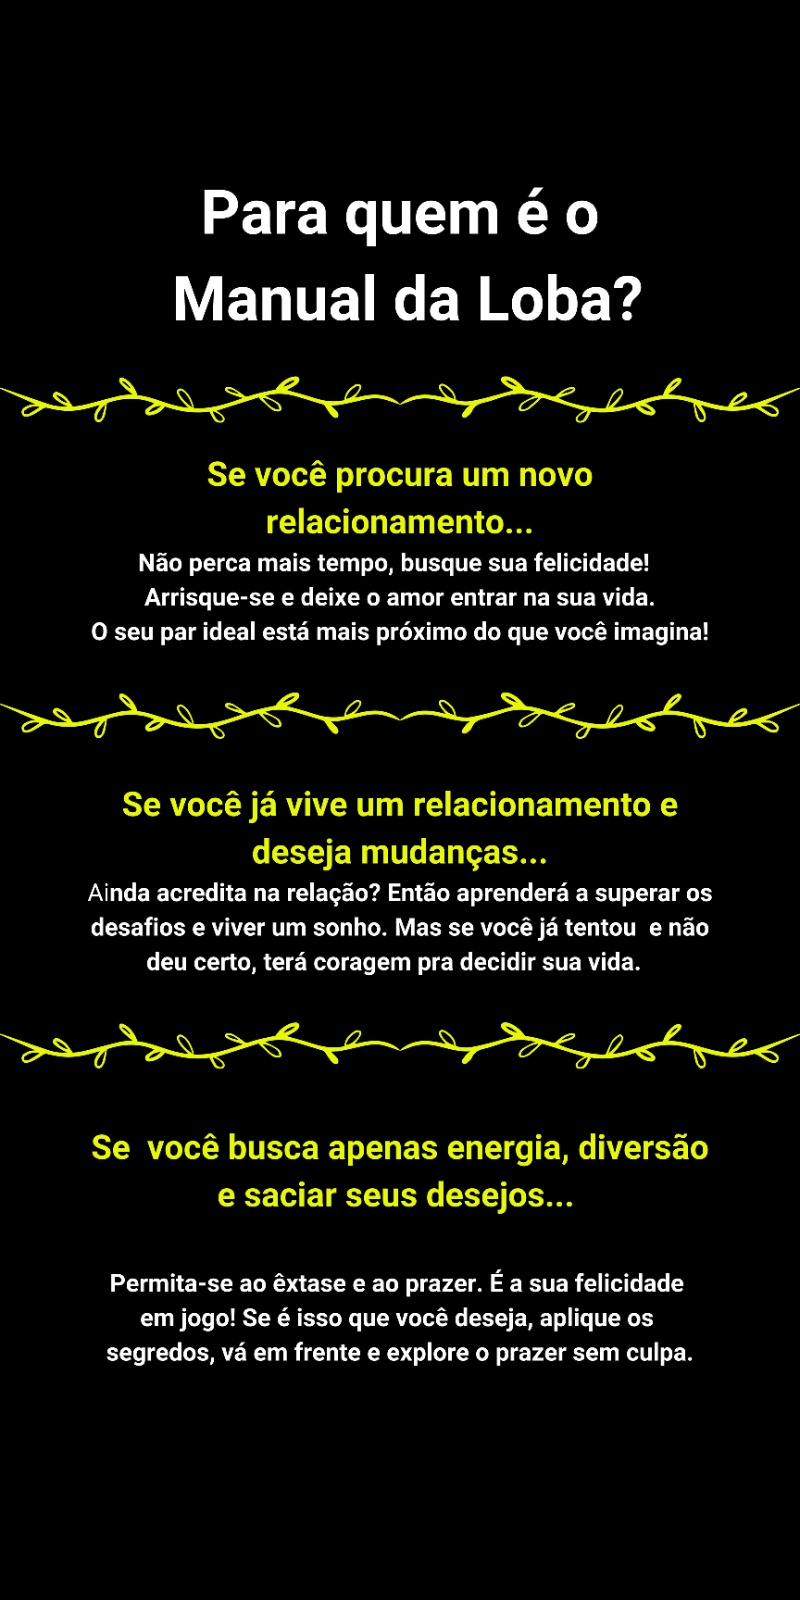 Para quem é o
Manual da Loba?
Se você procura um novo
relacionamento...
Não perca mais tempo, busque sua felicidade!
Arrisque-se e deixe o amor entrar na sua vida.
O seu par ideal está mais próximo do que você imagina!
Se você já vive um relacionamento e
deseja mudanças...
Ainda acredita na relação? Então aprenderá a superar os
desafios e viver um sonho. Mas se você já tentou  e não
deu certo, terá coragem pra decidir sua vida.
Se  você busca apenas energia, diversão
e saciar seus desejos...
Permita-se ao êxtase e ao prazer. É a sua felicidade
em jogo! Se é isso que você deseja, aplique os
segredos, vá em frente e explore o prazer sem culpa.